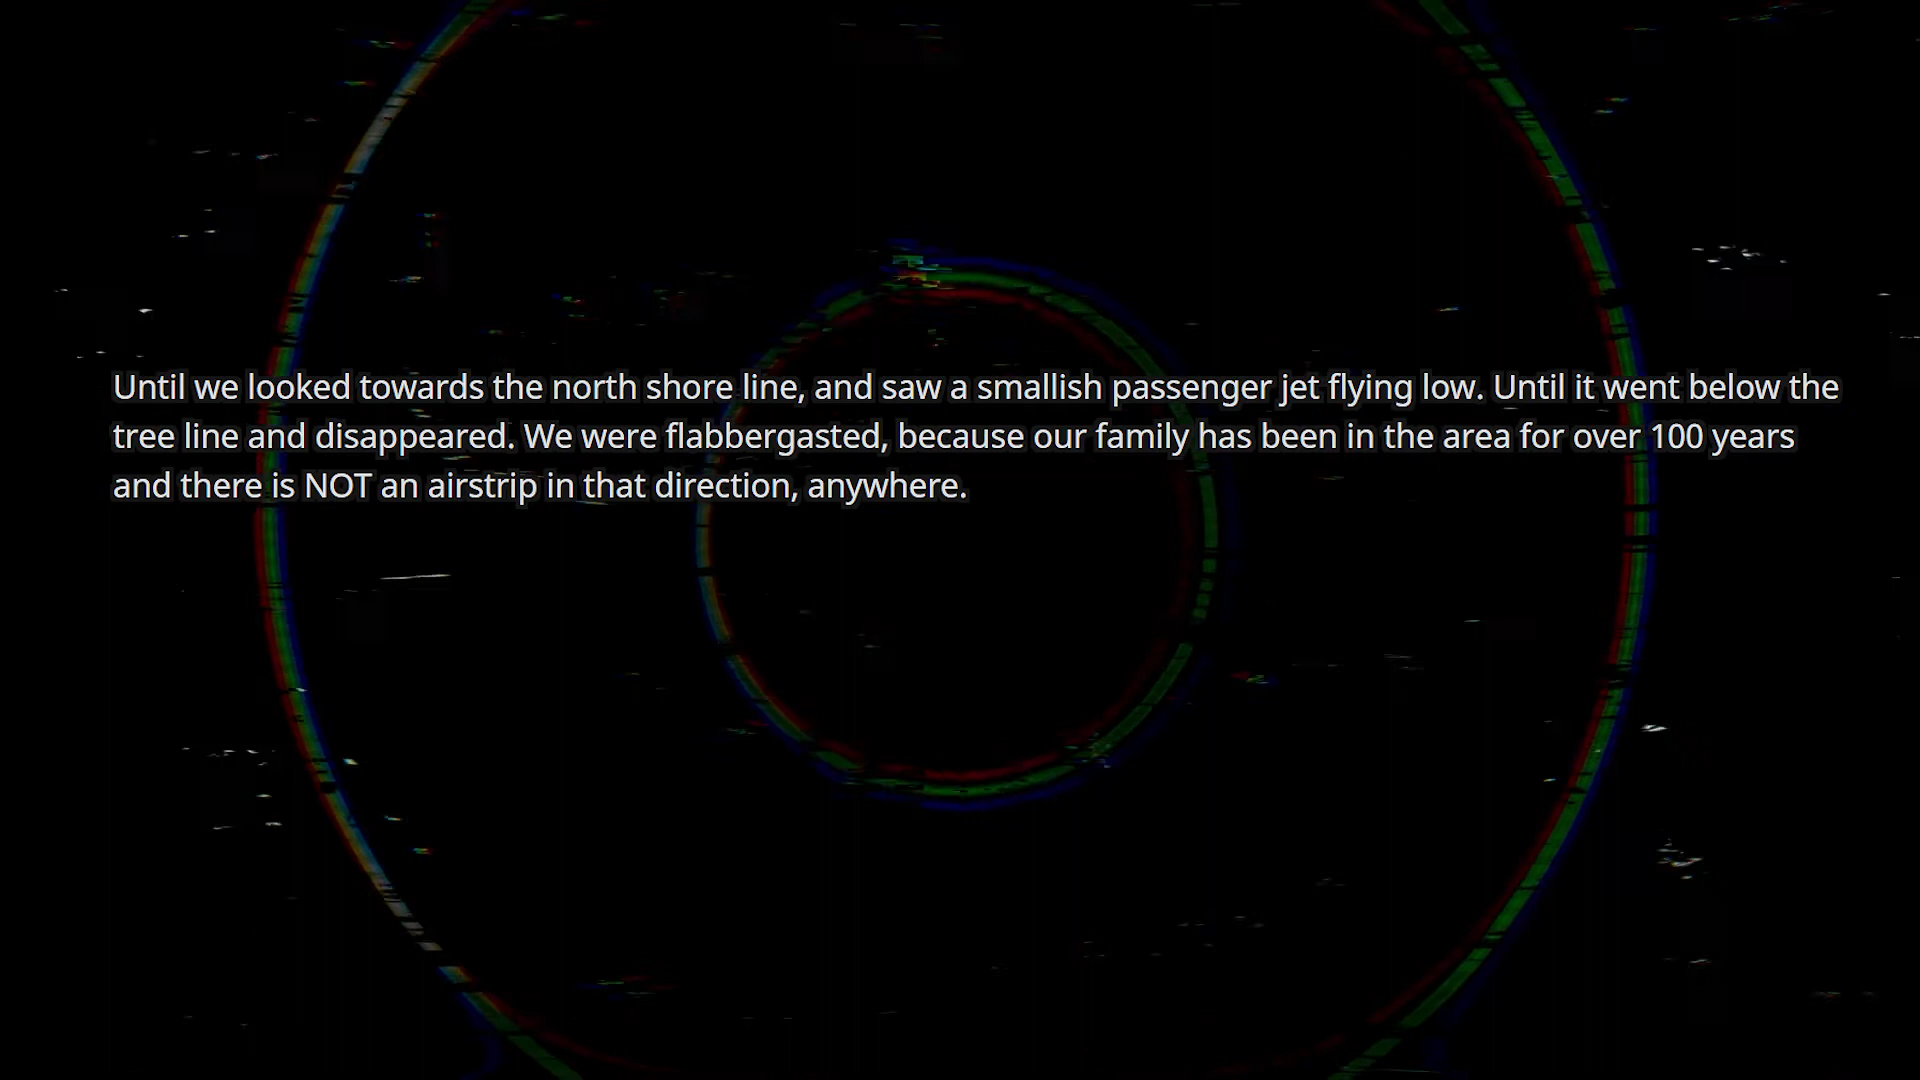 Until we looked towards the north shore line, and saw a smallish passenger jet flying low. Until it went below the
tree line and disappeared. We were flabbergasted, because our family has been in the area for over 100 years
and there is NOT an airstrip in that direction, anywhere.